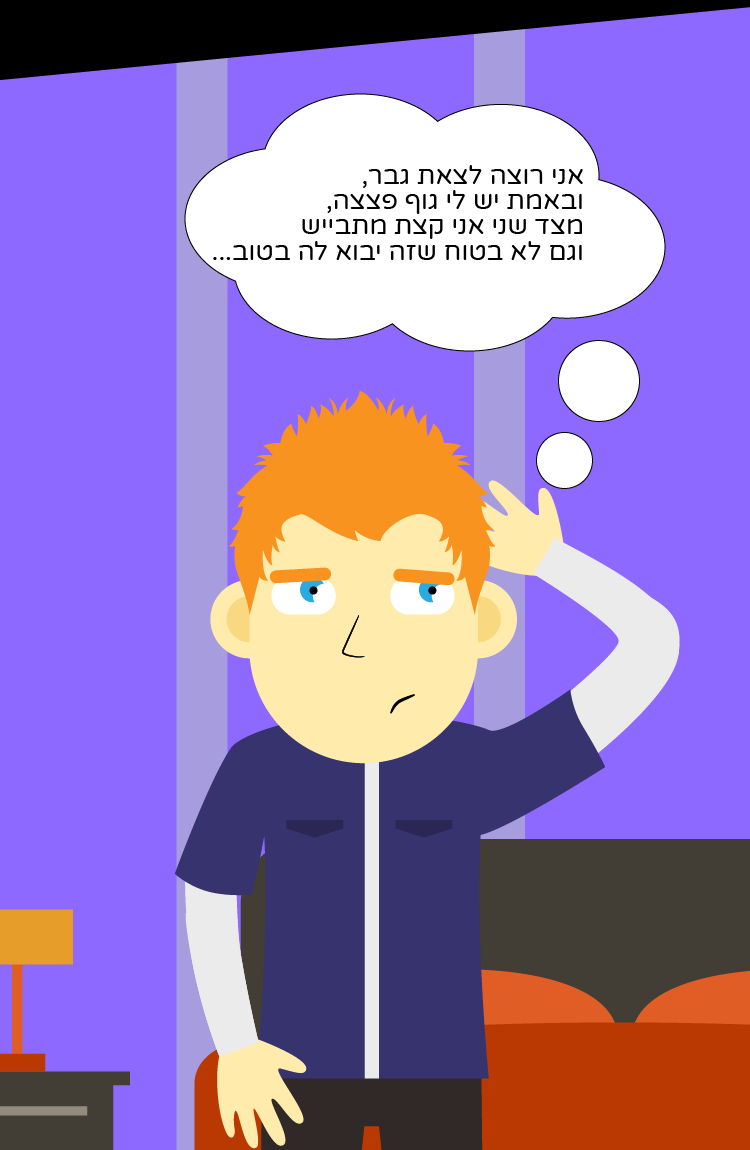 אני רוצה לצאת גבר,
ובאמת יש לי גוף פצצה,
מצד שני אני קצת מתבייש
וגם לא בטוח שזה יבוא לה בטוב...